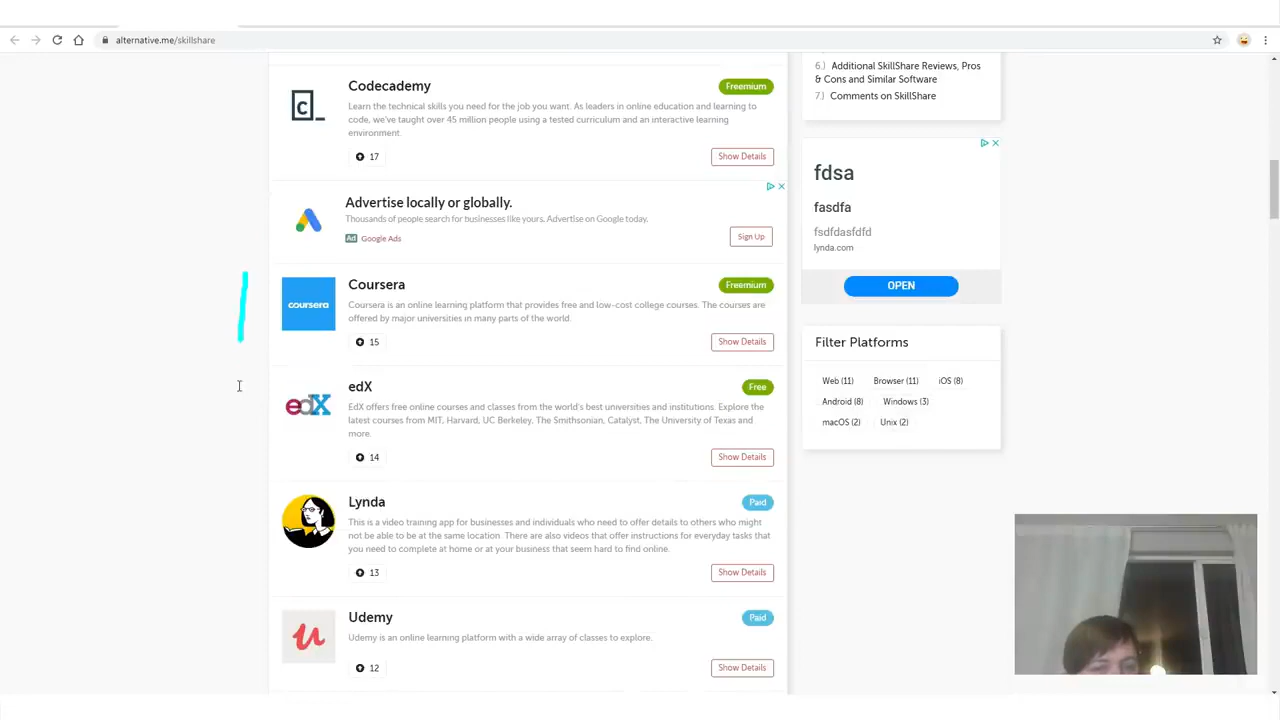 alternative.me/skillshare
Codecademy
Freemium
Learn the technical skills you need for the job you want. As leaders in online education and learning to
code, we've taught over 45 million people using a tested curriculum and an interactive learning
environment.
17
Show Details
Advertise locally or globally.
Thousands of people search for businesses like yours. Advertise on Google today.
Ad Google Ads
Sign Up
coursera
Coursera
Freemium
Coursera is an online learning platform that provides free and low-cost college courses. The courses are
offered by major universities in many parts of the world.
15
Show Details
edX
edX
Free
EdX offers free online courses and classes from the world's best universities and institutions. Explore the
latest courses from MIT, Harvard, UC Berkeley, The Smithsonian, Catalyst, The University of Texas and
more.
14
Show Details
Lynda
Paid
This is a video training app for businesses and individuals who need to offer details to others who might
not be able to be at the same location. There are also videos that offer instructions for everyday tasks that
you need to complete at home or at your business that seem hard to find online.
13
Show Details
Udemy
Paid
Udemy is an online learning platform with a wide array of classes to explore.
12
Show Details
6.) Additional SkillShare Reviews, Pros
& Cons and Similar Software
7.) Comments on SkillShare
fdsa
fasdfa
fsdfdasfdfd
lynda.com
OPEN
Filter Platforms
Web (11) Browser (11) iOS (8)
Android (8) Windows (3)
macOS (2) Unix (2)